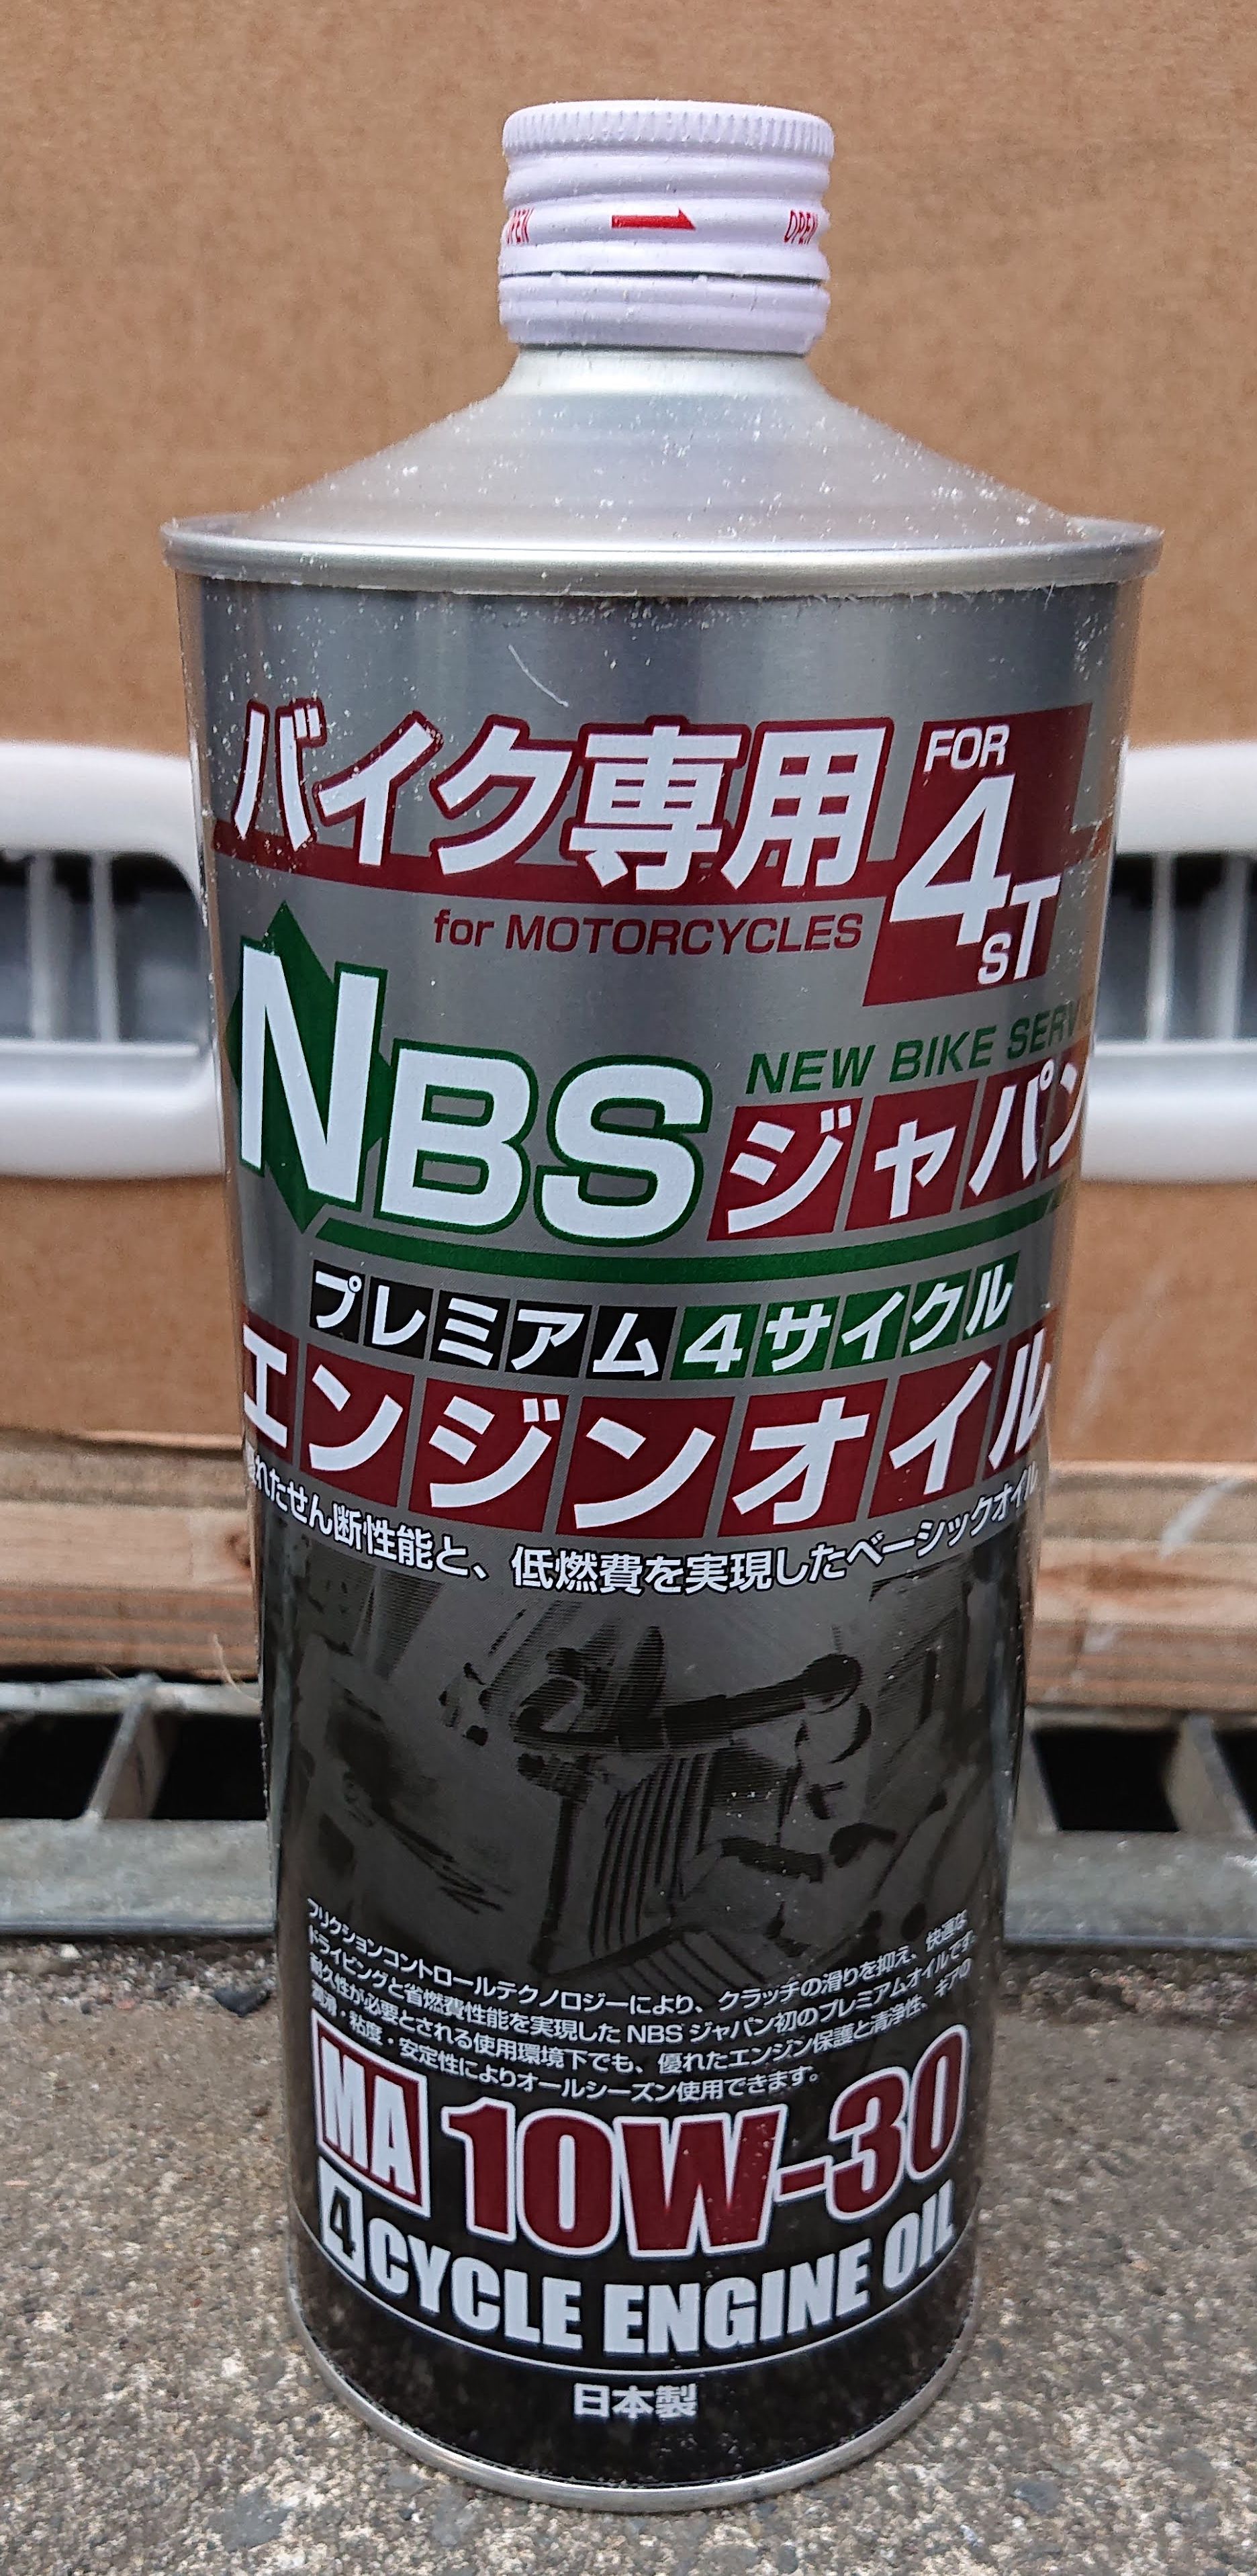 OPEN
バイク専用
FOR
4ST
for MOTORCYCLES
NEW BIKE SERV
NBSジャパン
プレミアム4サイクル
エンジンオイル
優れたせん断性能と、低燃費を実現したベーシックオイル
フリクションコントロールテクノロジーにより、クラッチの滑りを抑え、快適な
ドライビングと省燃費性能を実現したNBSジャパン初のプレミアムオイルです。
耐久性が必要とされる使用環境下でも、優れたエンジン保護と清浄性、ギアの
潤滑・粘度・安定性によりオールシーズン使用できます。
MA 10W-30
4CYCLE ENGINE OIL
日本製